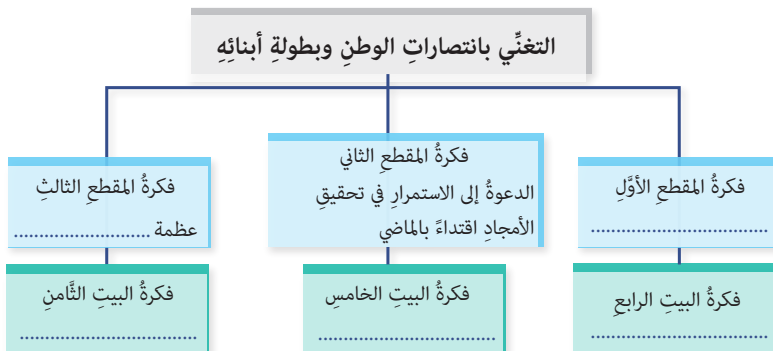 التغنِّي بانتصاراتِ الوطنِ وبطولةِ أبنائِهِ
فكرةُ المقطعِ الأوَّلِ
..................................
فكرةُ المقطعِ الثاني
الدعوةُ إلى الاستمرارِ في تحقيقِ
الأمجادِ اقتداءً بالماضي
فكرةُ المقطعِ الثالثِ
عظمة ..........................
فكرةُ البيتِ الرابعِ
..................................
فكرةُ البيتِ الخامسِ
..................................
فكرةُ البيتِ الثَّامنِ
..................................